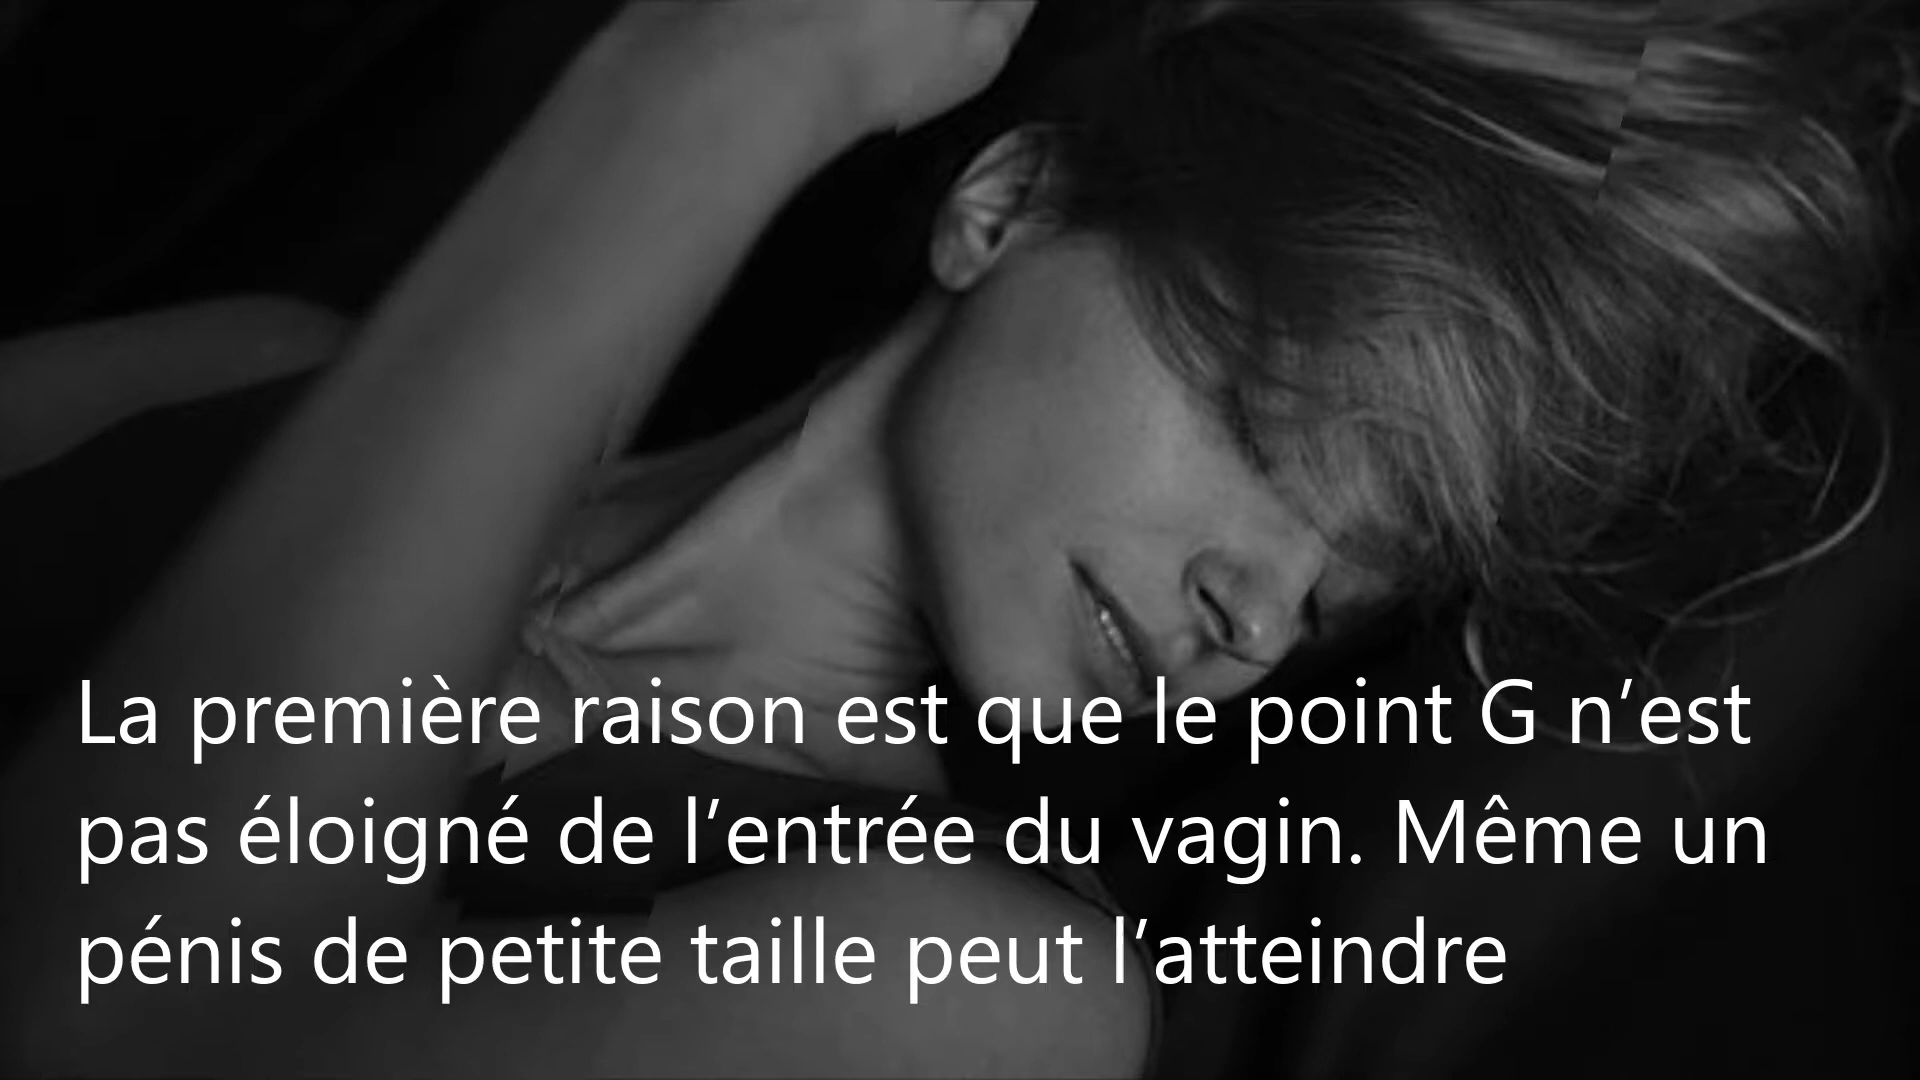 La première raison est que le point G n’est
pas éloigné de l’entrée du vagin. Même un
pénis de petite taille peut l’atteindre